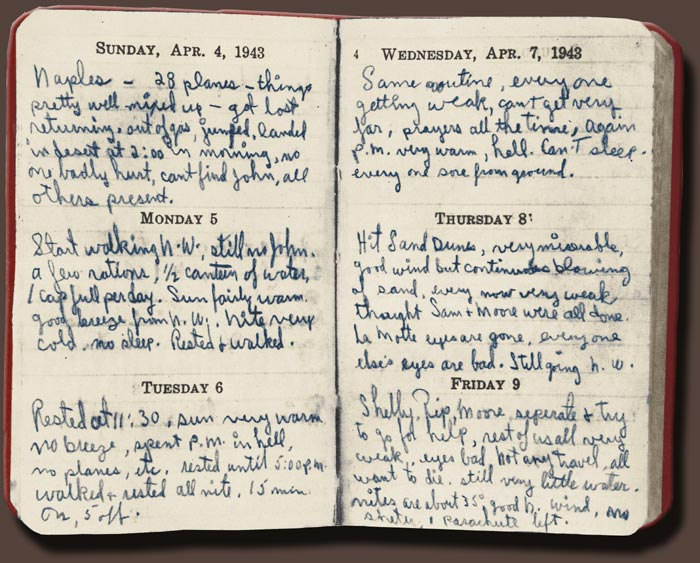 SUNDAY, APR. 4, 1943
Naples – 28 planes – things
pretty well mixed up – got lost
returning, out of gas, jumped, landed
in desert at 2:00 in morning, no
one badly hurt, cant find John, all
others present.
MONDAY 5
Start walking N.W., still no John.
a few rations, 1/2 canteen of water,
1 cap full per day. Sun fairly warm.
good breeze from N.W. Nite very
cold. no sleep. Rested & walked.
TUESDAY 6
Rested at 11:30, sun very warm
no breeze, spent P.M. in hell,
no planes, etc. rested until 5:00 P.M.
walked & rested all nite, 15 min.
on, 5 off.
4 WEDNESDAY, APR. 7, 1943
Same routine, every one
getting weak, cant get very
far, prayers all the time, again
P.M. very warm, hell. Can't sleep.
every one sore from ground.
THURSDAY 8
Hit Sand Dunes, very miserable,
good wind but continuous blowing
of sand, every now very weak,
thought Sam & Moore were all done.
La Motte eyes are gone, everyone
else's eyes are bad. Still going N.W.
FRIDAY 9
Shelly, Rip, Moore, seperate & try
to go for help, rest of us all very
weak, eyes bad, Not any travel, all
want to die. still very little water.
nites are about 35° good N. wind, no
shelter, 1 parachute left.